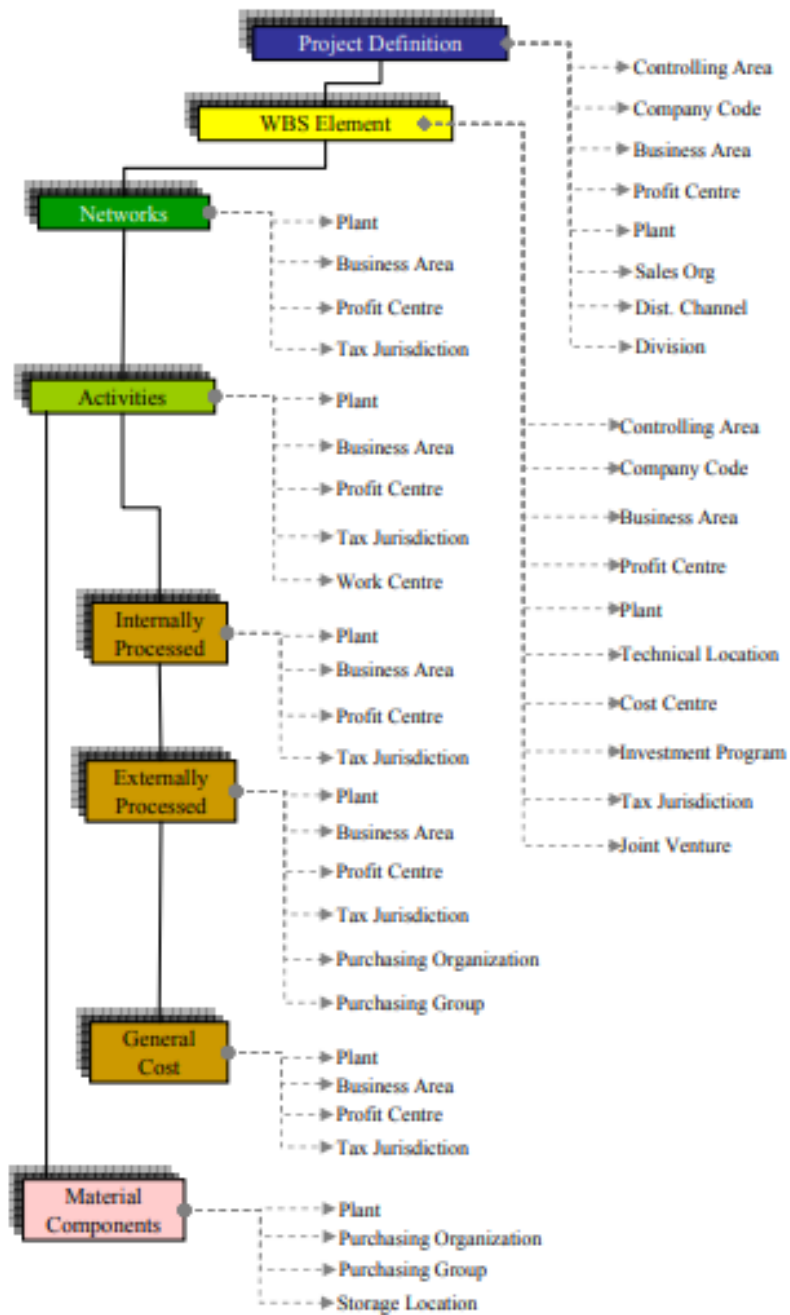 Project Definition
Controlling Area
Company Code
Business Area
Profit Centre
Plant
Sales Org
Dist. Channel
Division
WBS Element
Controlling Area
Company Code
Business Area
Profit Centre
Plant
Technical Location
Cost Centre
Investment Program
Tax Jurisdiction
Joint Venture
Networks
Plant
Business Area
Profit Centre
Tax Jurisdiction
Activities
Plant
Business Area
Profit Centre
Tax Jurisdiction
Work Centre
Internally
Processed
Plant
Business Area
Profit Centre
Tax Jurisdiction
Externally
Processed
Plant
Business Area
Profit Centre
Tax Jurisdiction
Purchasing Organization
Purchasing Group
General
Cost
Plant
Business Area
Profit Centre
Tax Jurisdiction
Material
Components
Plant
Purchasing Organization
Purchasing Group
Storage Location